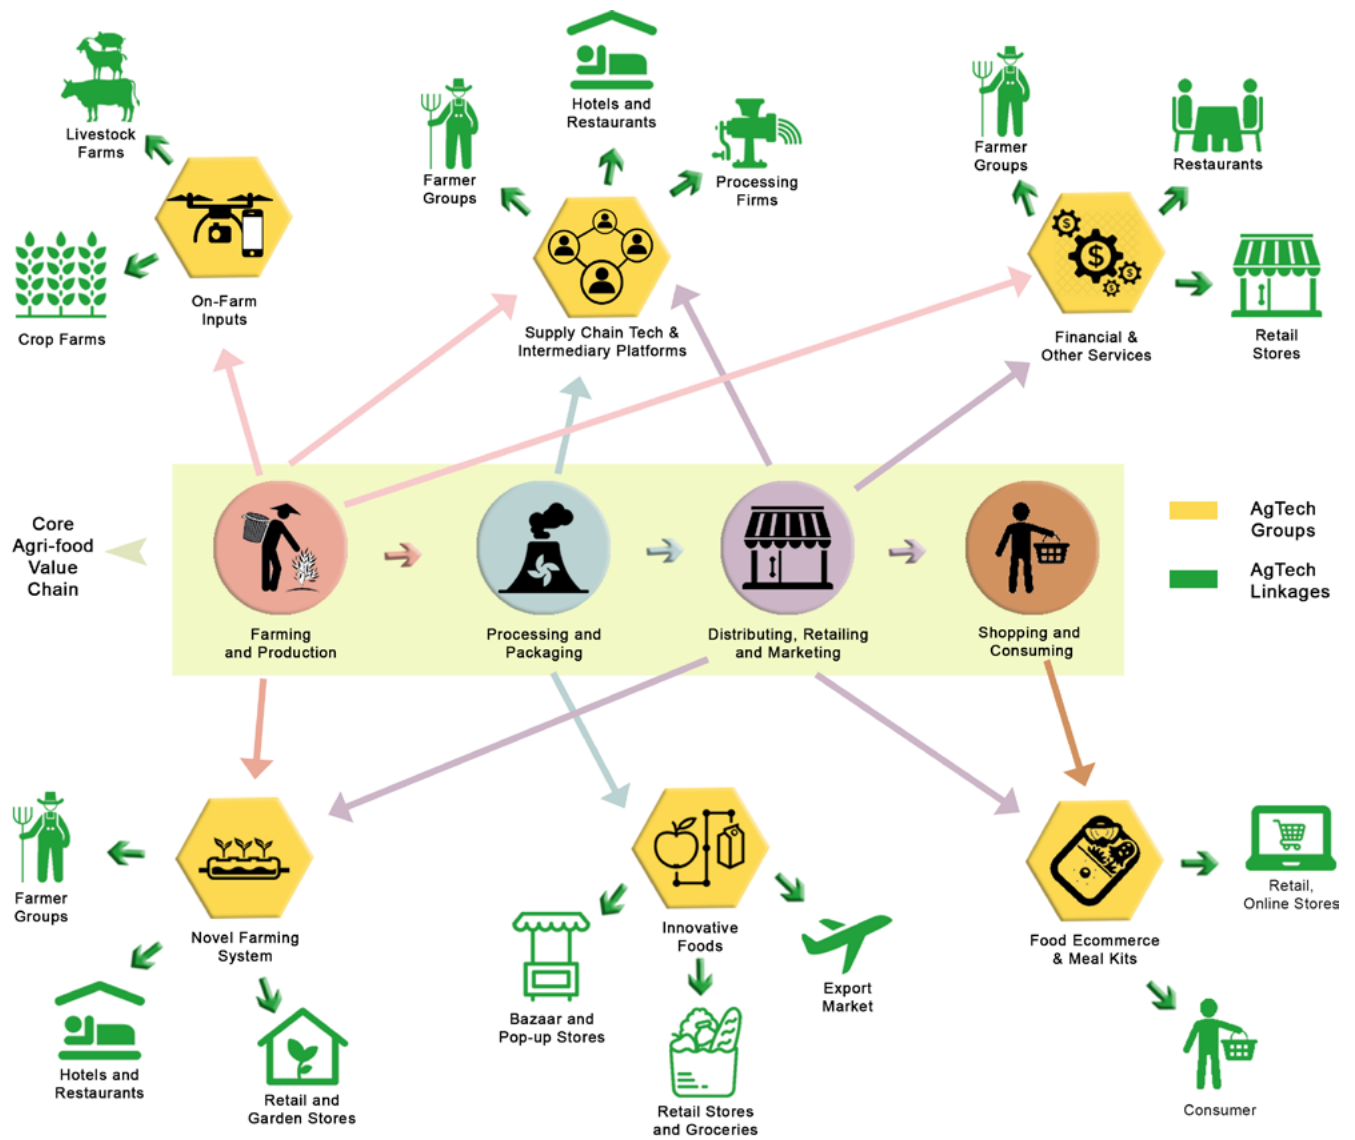 Livestock
Farms
Crop Farms
On-Farm
Inputs
Farmer
Groups
Hotels and
Restaurants
Processing
Firms
Supply Chain Tech &
Intermediary Platforms
Farmer
Groups
Restaurants
Retail
Stores
Financial &
Other Services
Core
Agri-food
Value
Chain
Farming
and Production
Processing and
Packaging
Distributing, Retailing
and Marketing
Shopping and
Consuming
AgTech
Groups
AgTech
Linkages
Farmer
Groups
Novel Farming
System
Hotels and
Restaurants
Retail and
Garden Stores
Innovative
Foods
Bazaar and
Pop-up Stores
Retail Stores
and Groceries
Export
Market
Food Ecommerce
& Meal Kits
Retail,
Online Stores
Consumer